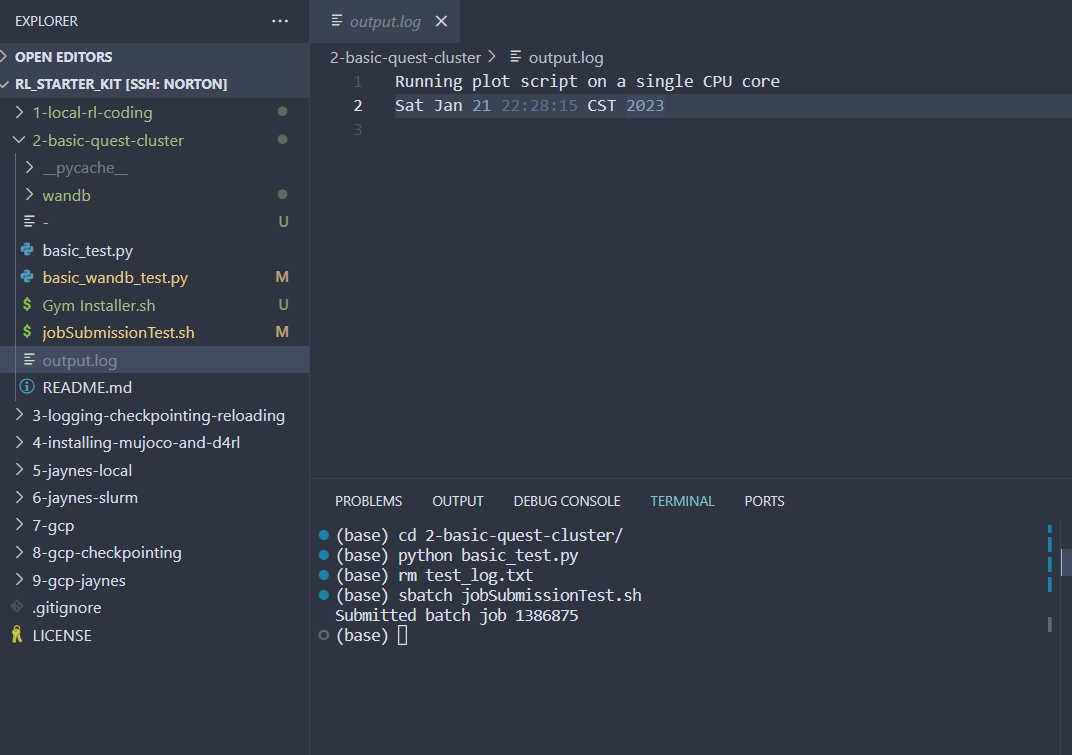 EXPLORER
···
OPEN EDITORS
RL_STARTER_KIT [SSH: NORTON]
1-local-rl-coding
2-basic-quest-cluster
__pycache__
wandb
- U
basic_test.py
basic_wandb_test.py M
$ Gym Installer.sh U
$ jobSubmissionTest.sh M
output.log
README.md
3-logging-checkpointing-reloading
4-installing-mujoco-and-d4rl
5-jaynes-local
6-jaynes-slurm
7-gcp
8-gcp-checkpointing
9-gcp-jaynes
.gitignore
LICENSE
output.log
2-basic-quest-cluster > output.log
1 Running plot script on a single CPU core
2 Sat Jan 21 22:28:15 CST 2023
3
PROBLEMS OUTPUT DEBUG CONSOLE TERMINAL PORTS
(base) cd 2-basic-quest-cluster/
(base) python basic_test.py
(base) rm test_log.txt
(base) sbatch jobSubmissionTest.sh
Submitted batch job 1386875
(base)